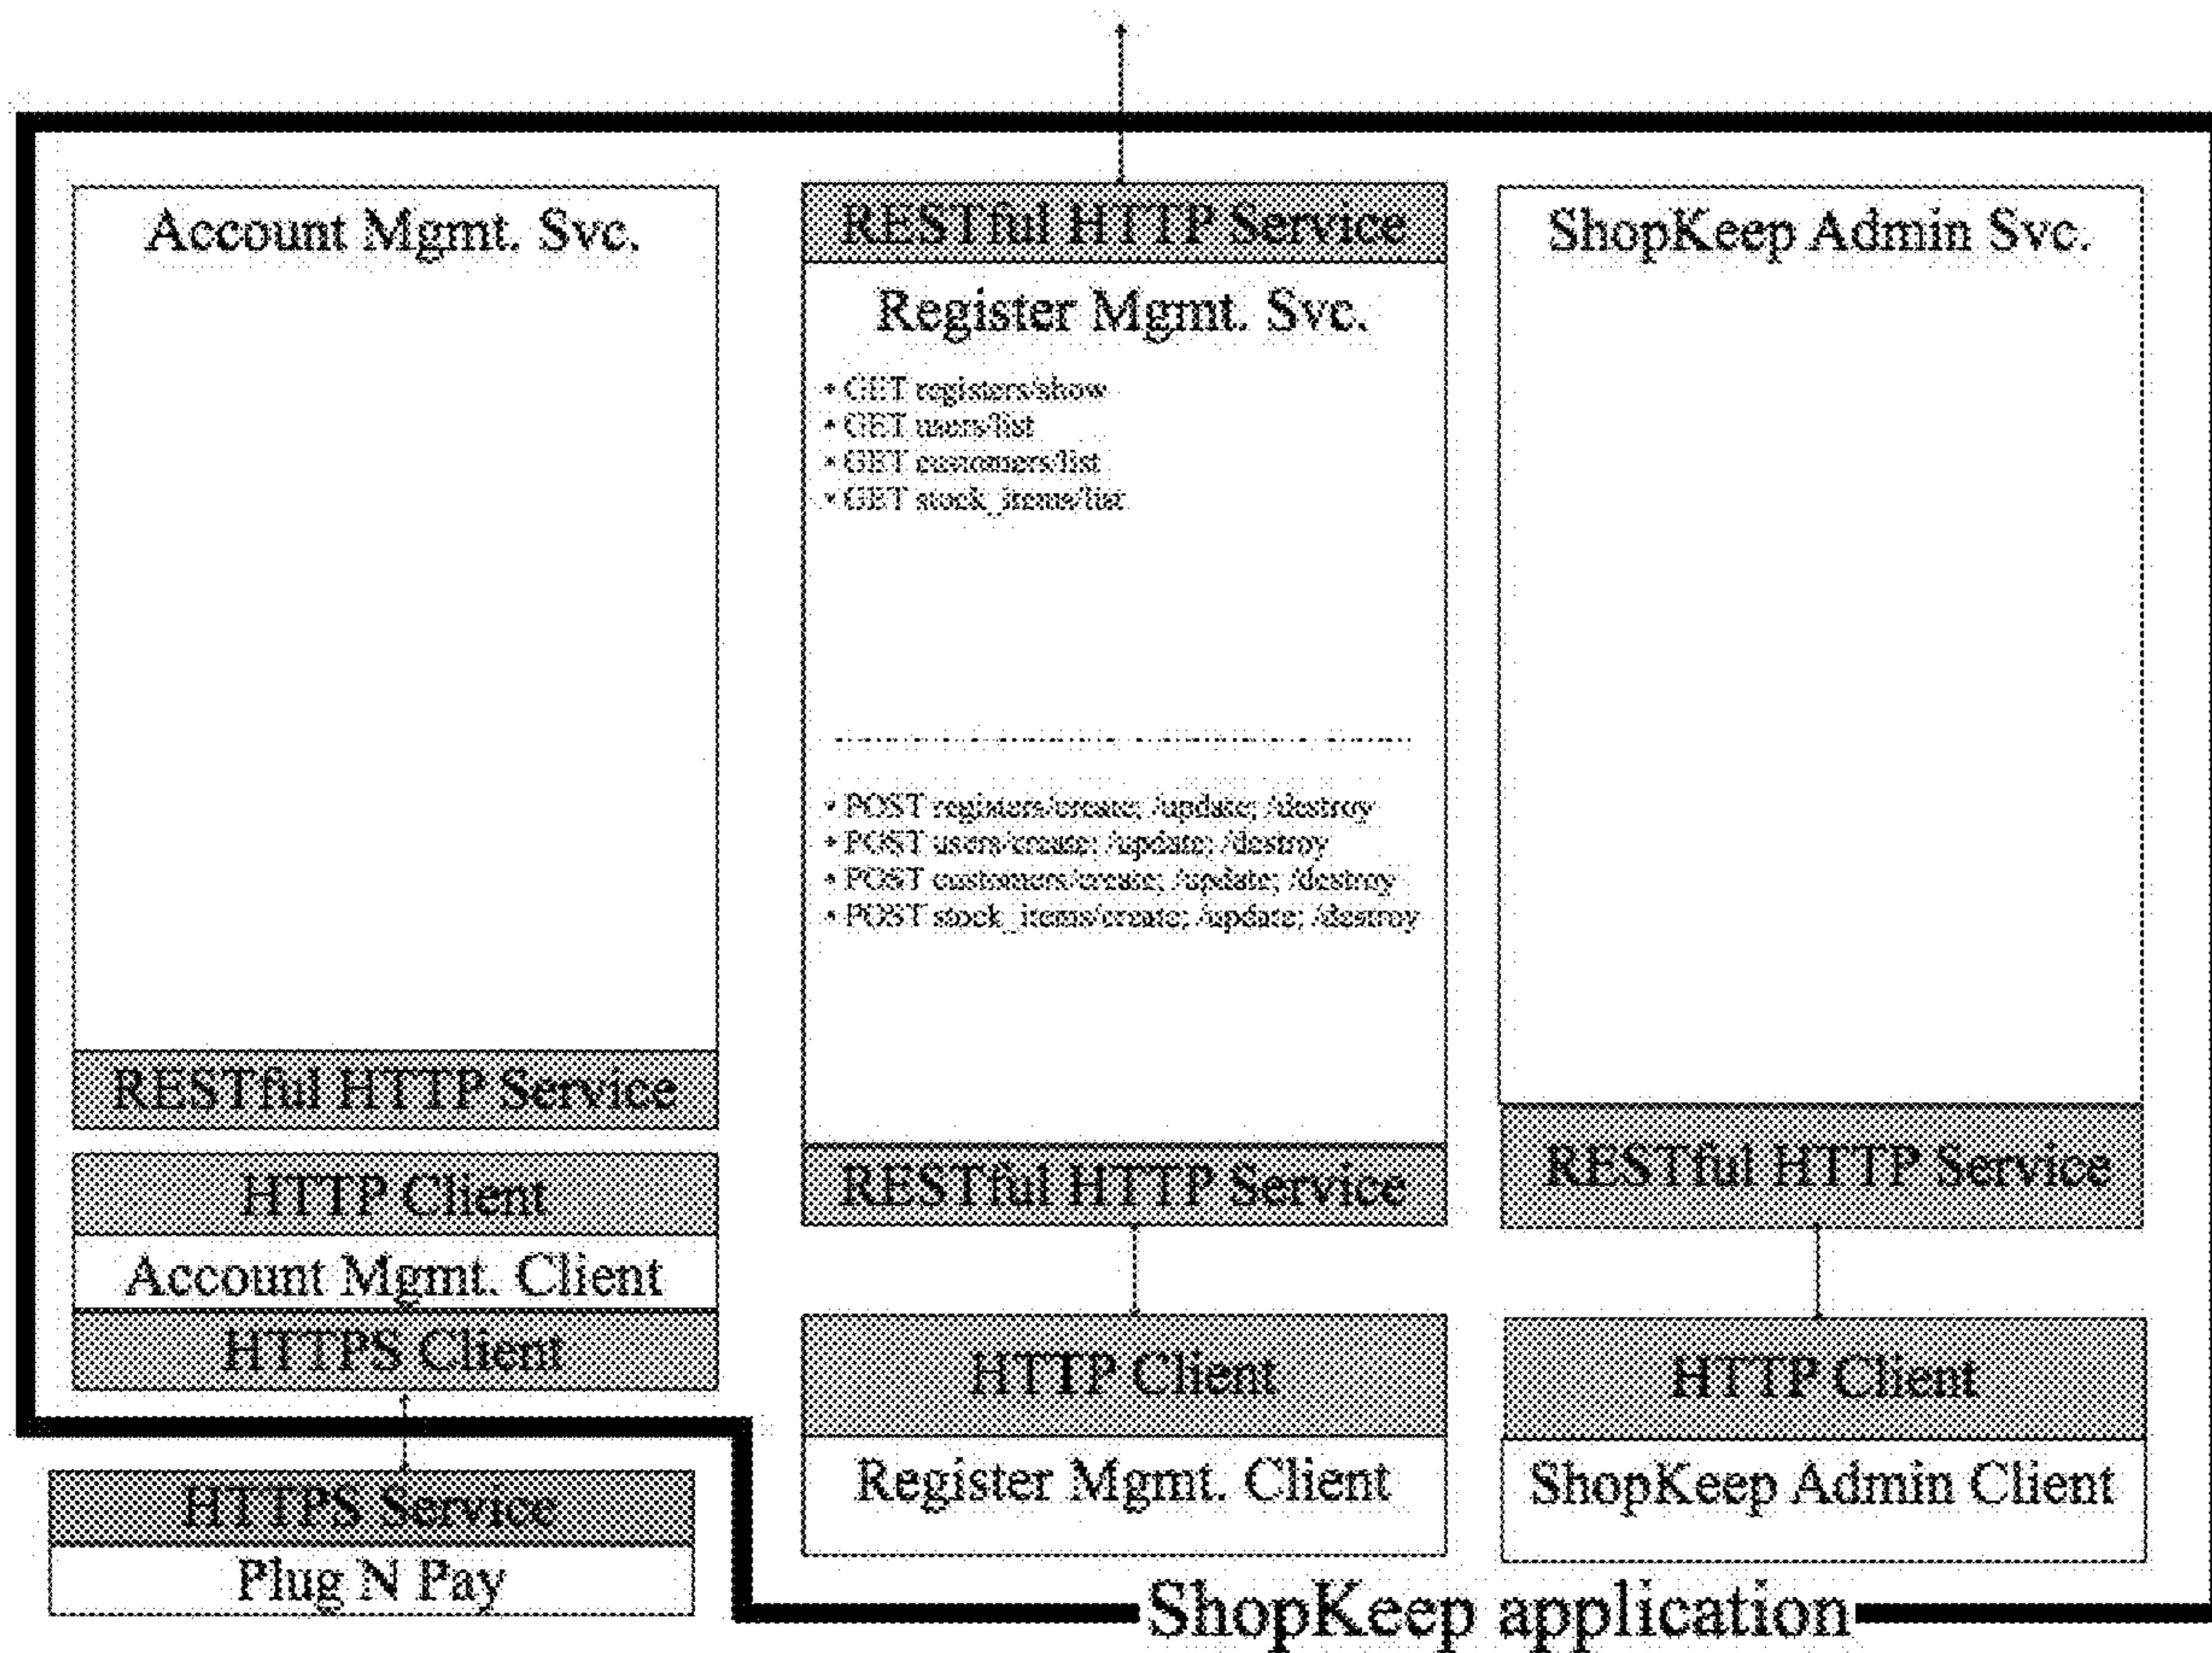 Account Mgmt. Svc.
RESTful HTTP Service
HTTP Client
Account Mgmt. Client
HTTPS Client
HTTPS Service
Plug N Pay
RESTful HTTP Service
Register Mgmt. Svc.
• GET registers/show
• GET users/list
• GET customers/list
• GET stock_items/list
• POST registers/create; /update; /destroy
• POST users/create; /update; /destroy
• POST customers/create; /update; /destroy
• POST stock_items/create; /update; /destroy
RESTful HTTP Service
HTTP Client
Register Mgmt. Client
ShopKeep Admin Svc.
RESTful HTTP Service
HTTP Client
ShopKeep Admin Client
ShopKeep application